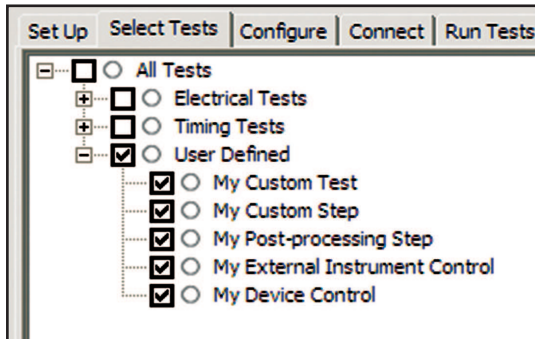 Set Up Select Tests Configure Connect Run Tests
All Tests
Electrical Tests
Timing Tests
User Defined
My Custom Test
My Custom Step
My Post-processing Step
My External Instrument Control
My Device Control